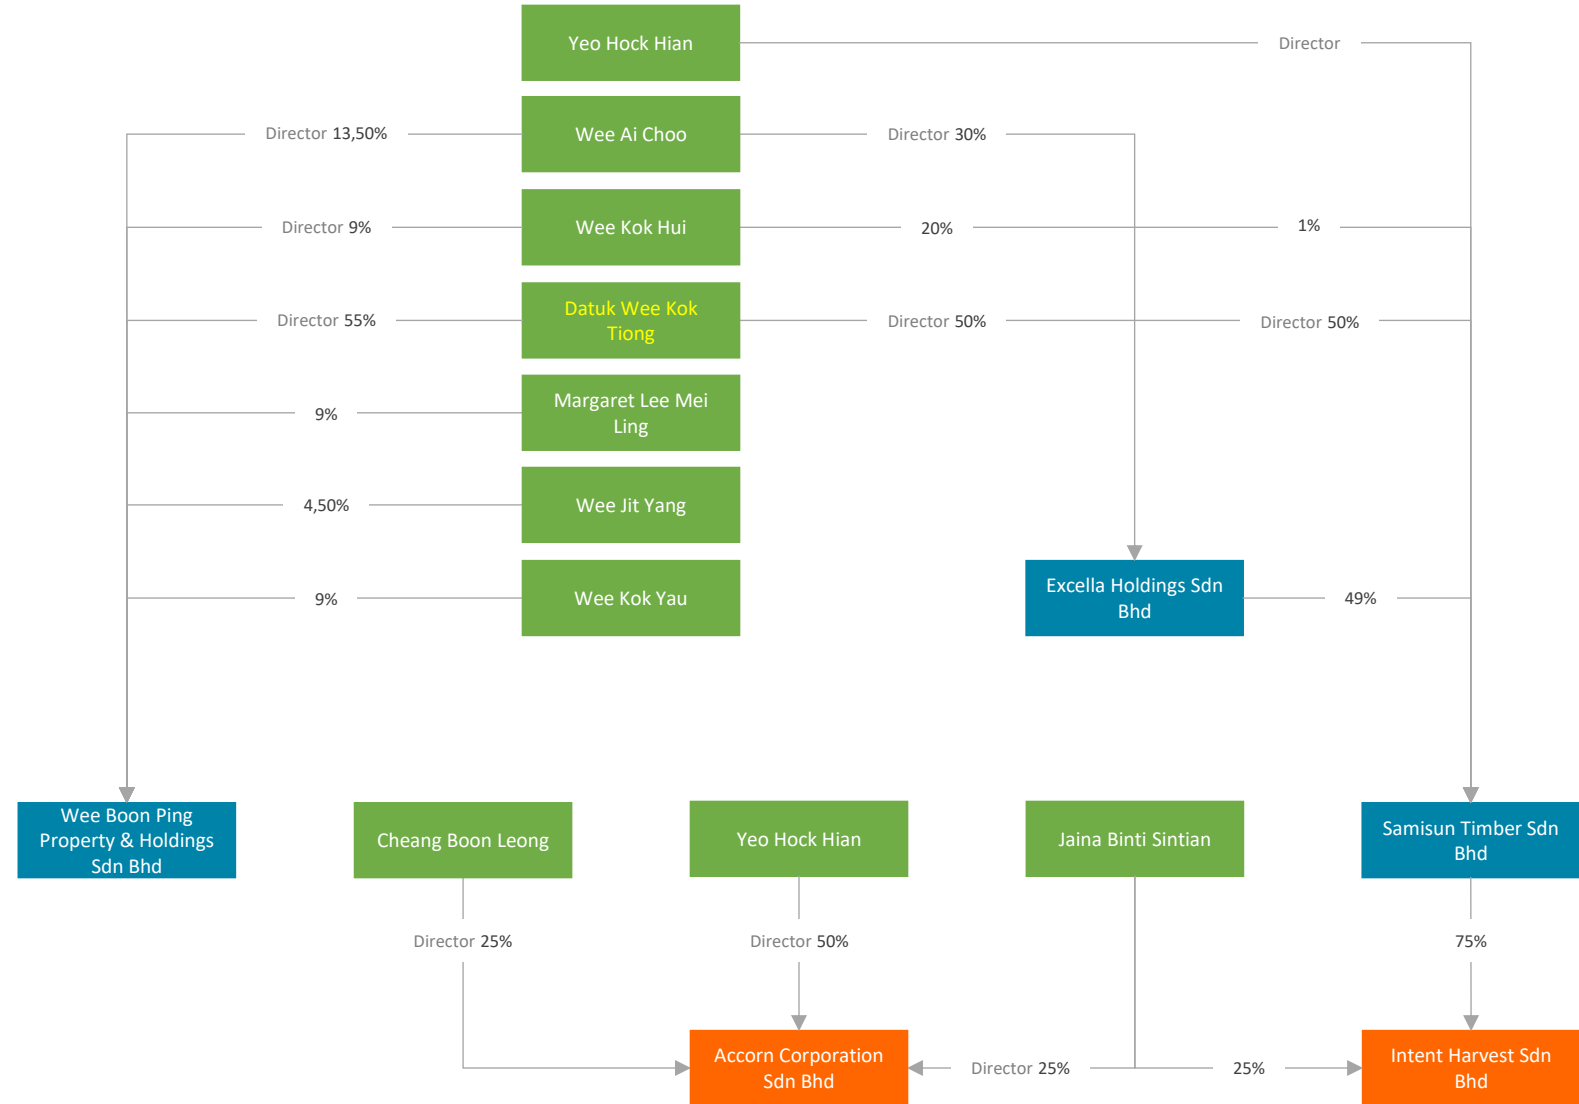 Yeo Hock Hian
Director
Director 13,50%
Wee Ai Choo
Director 30%
Director 9%
Wee Kok Hui
20%
1%
Director 55%
Datuk Wee Kok
Tiong
Director 50%
Director 50%
9%
Margaret Lee Mei
Ling
4,50%
Wee Jit Yang
9%
Wee Kok Yau
Excella Holdings Sdn
Bhd
49%
Wee Boon Ping
Property & Holdings
Sdn Bhd
Cheang Boon Leong
Yeo Hock Hian
Jaina Binti Sintian
Samisun Timber Sdn
Bhd
Director 25%
Director 50%
75%
Accorn Corporation
Sdn Bhd
Director 25%
25%
Intent Harvest Sdn
Bhd